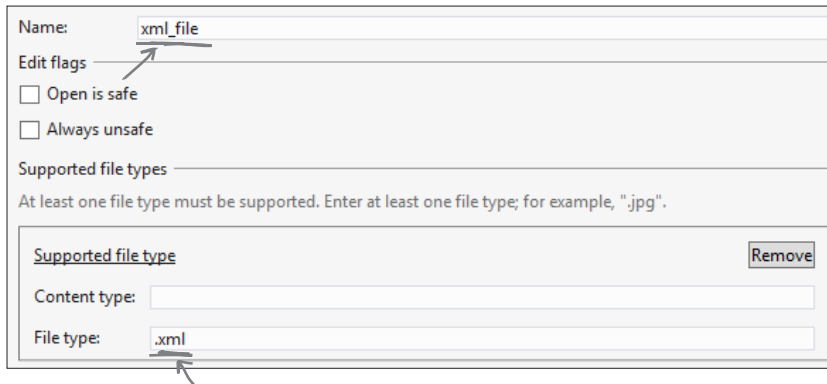 Name: xml_file
Edit flags
Open is safe
Always unsafe
Supported file types
At least one file type must be supported. Enter at least one file type; for example, ".jpg".
Supported file type Remove
Content type:
File type: .xml